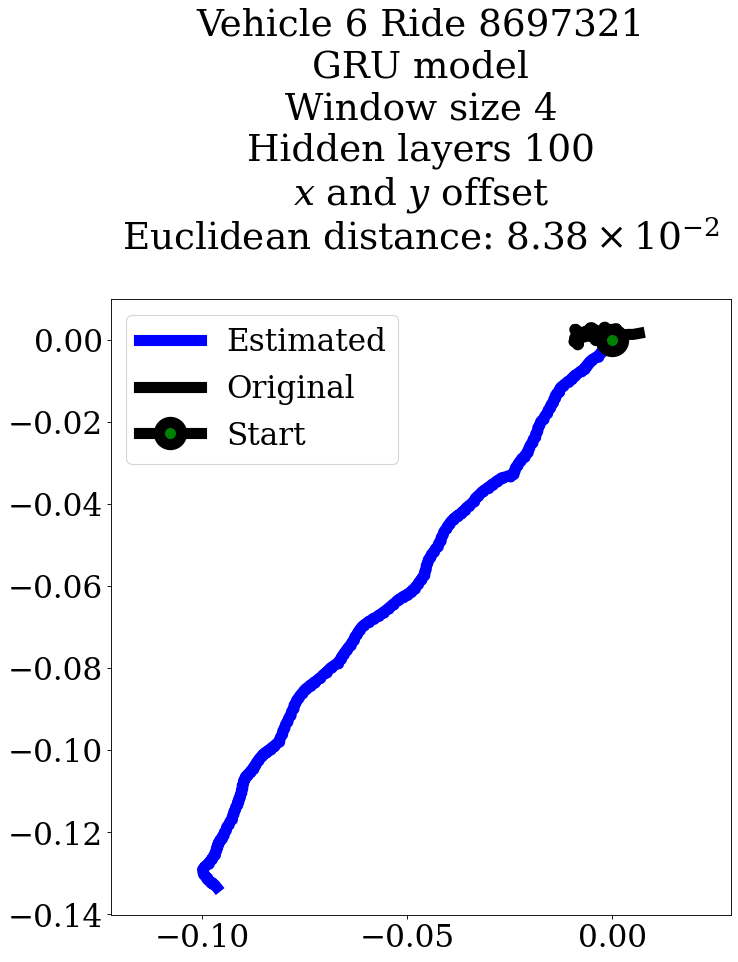 Vehicle 6 Ride 8697321
GRU model
Window size 4
Hidden layers 100
x and y offset
Euclidean distance: 8.38 × 10⁻²
Estimated
Original
Start
0.00
−0.02
−0.04
−0.06
−0.08
−0.10
−0.12
−0.14
−0.10 −0.05 0.00